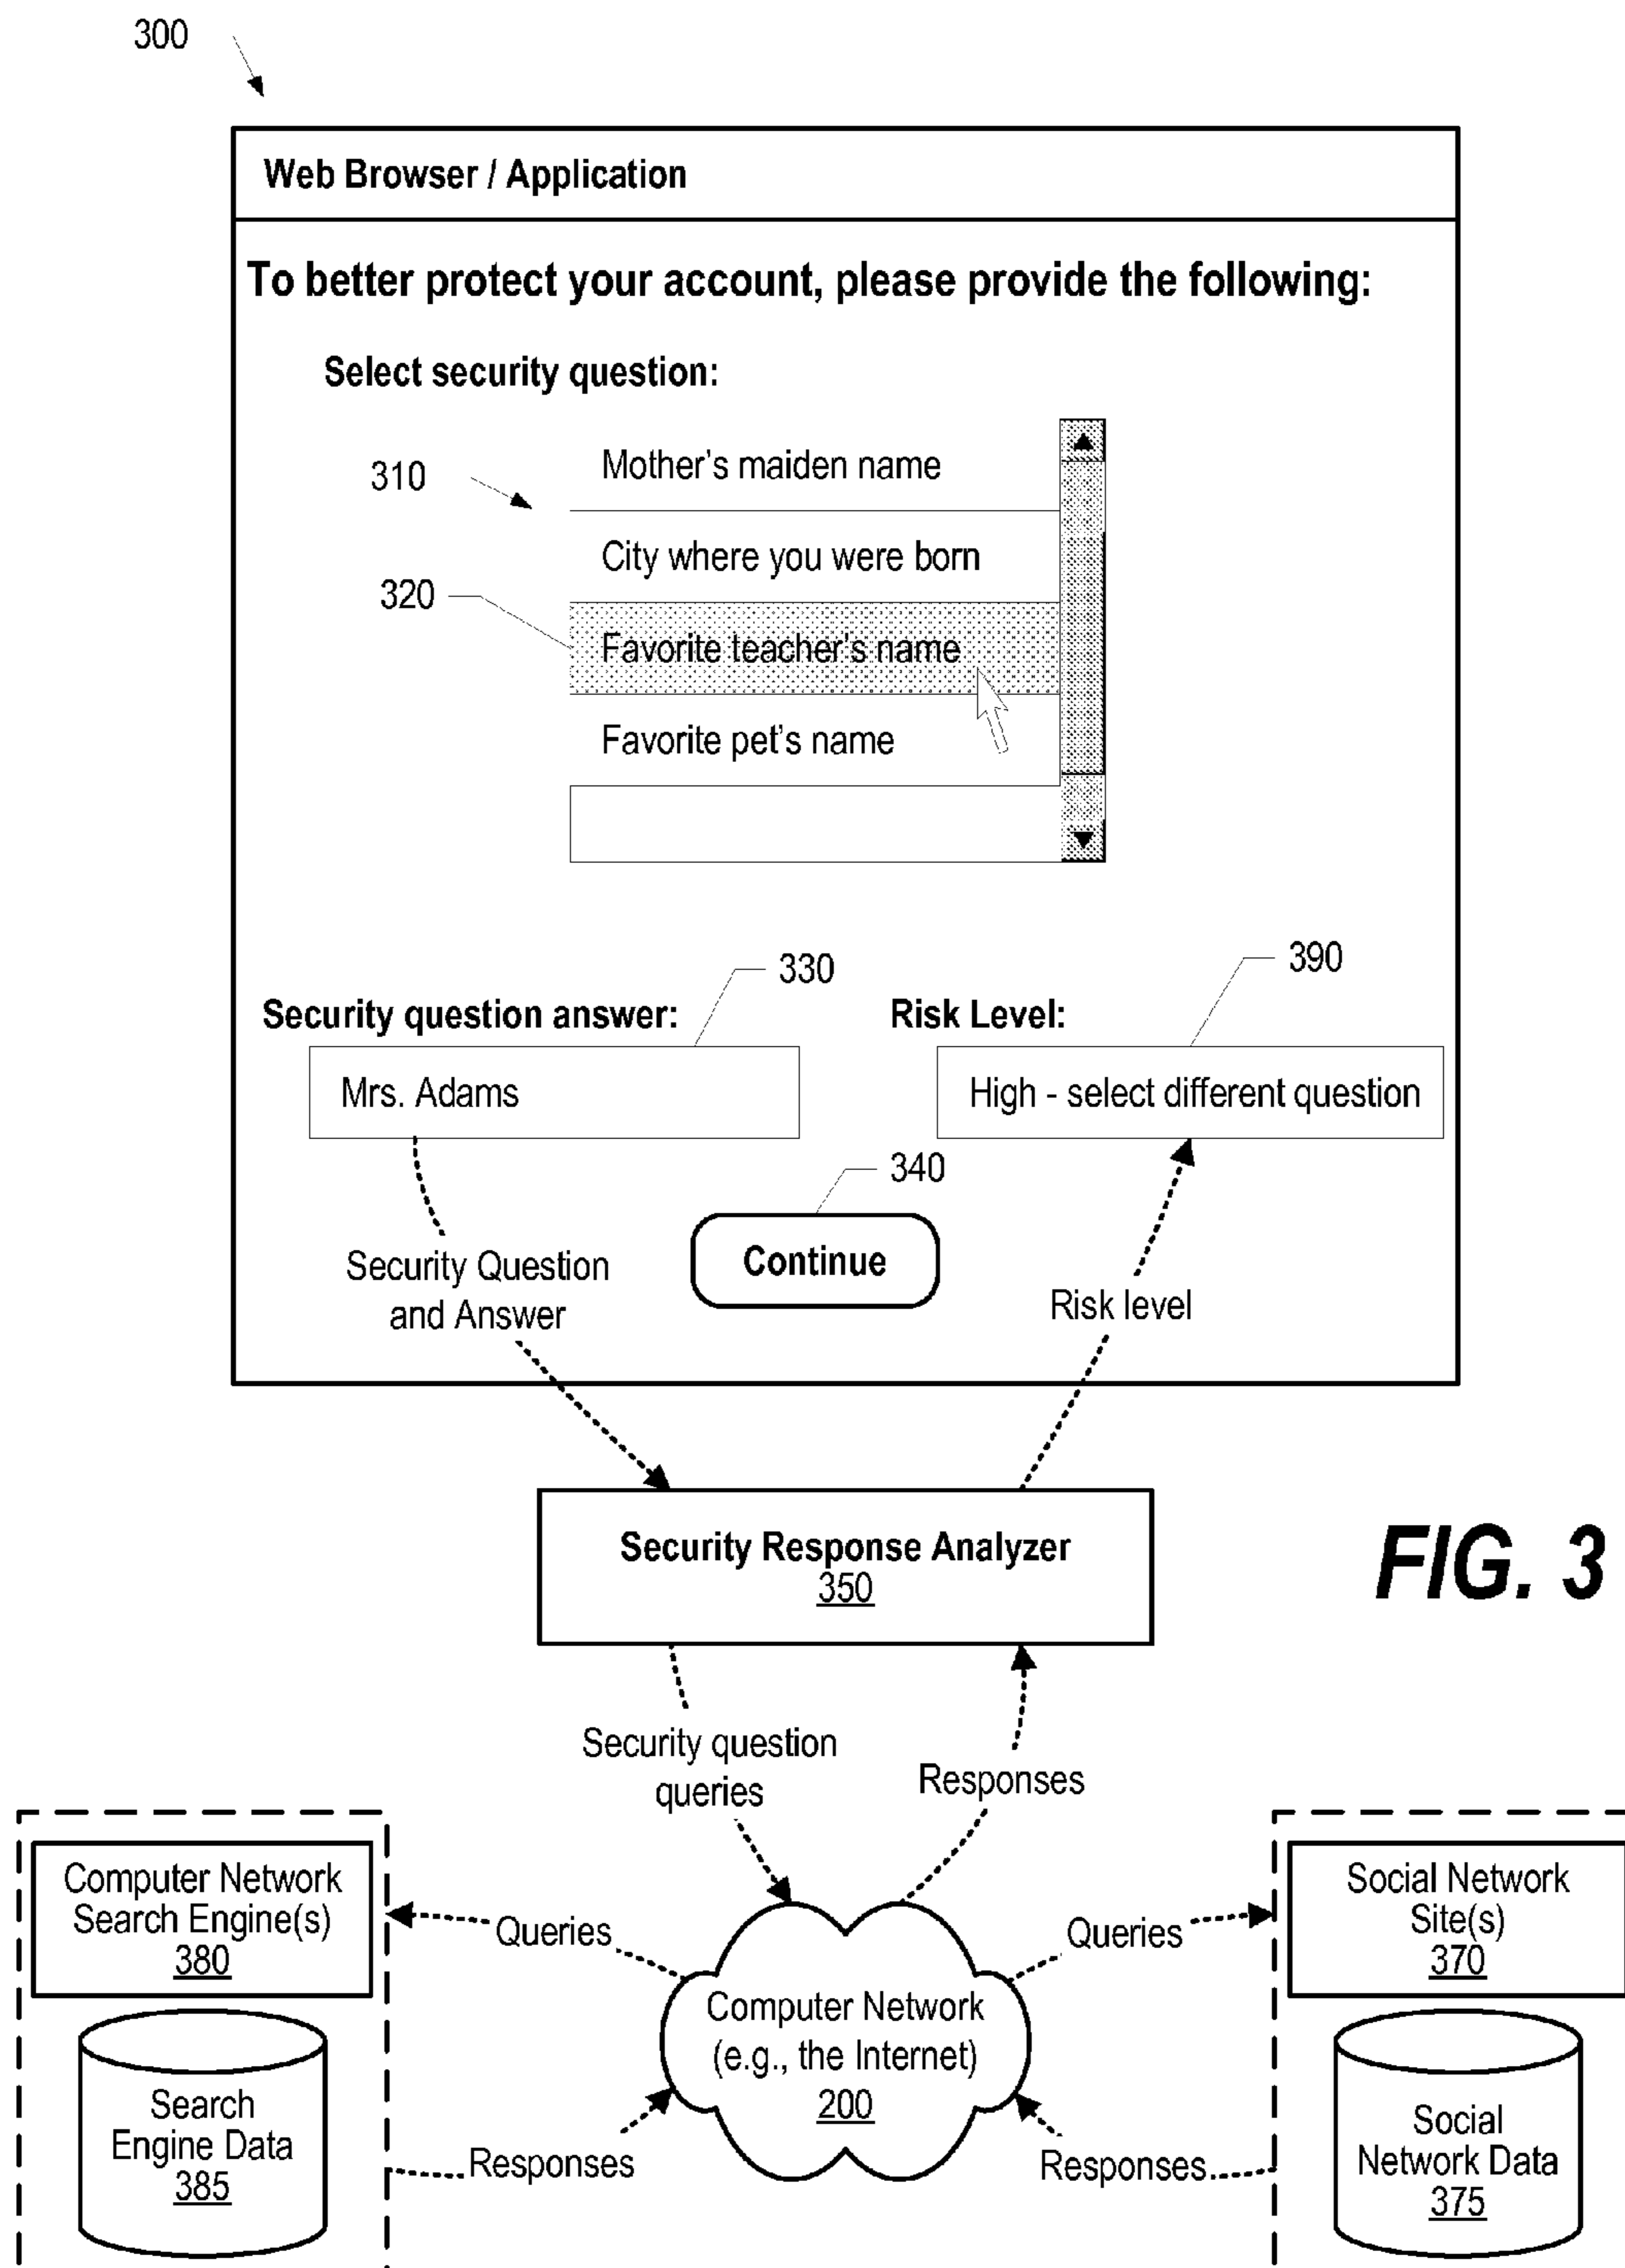 300
Web Browser / Application
To better protect your account, please provide the following:
Select security question:
310
Mother's maiden name
City where you were born
320
Favorite teacher's name
Favorite pet's name
330
390
Security question answer:
Risk Level:
Mrs. Adams
High - select different question
340
Continue
Security Question
and Answer
Risk level
Security Response Analyzer
350
FIG. 3
Security question
queries
Responses
Computer Network
Search Engine(s)
380
Queries
Queries
Social Network
Site(s)
370
Computer Network
(e.g., the Internet)
200
Search
Engine Data
385
Responses
Responses
Social
Network Data
375